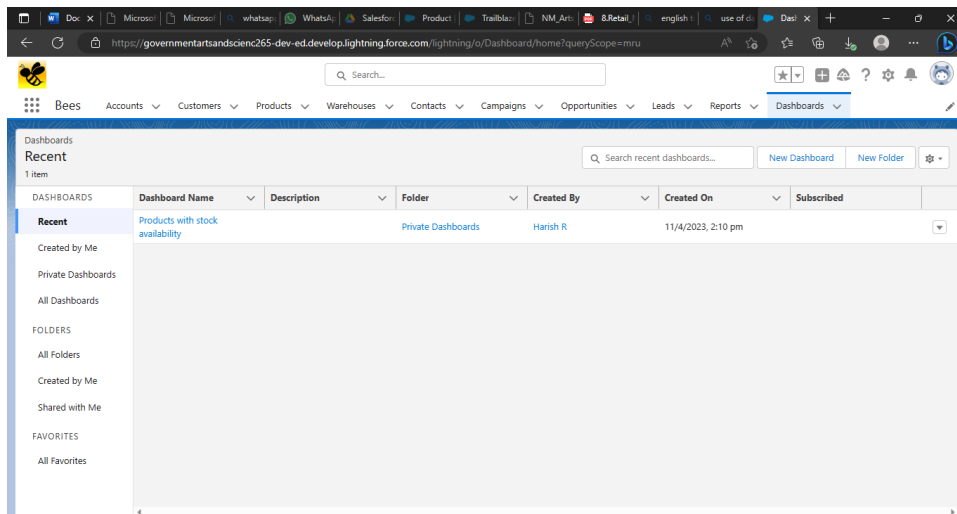 Doc
Microsof
Microsof
whatsap
WhatsAp
Salesforc
Product
Trailblaze
NM_Arts
8.Retail_
english t
use of da
Dash
https://governmentartsandscienc265-dev-ed.develop.lightning.force.com/lightning/o/Dashboard/home?queryScope=mru
Search...
Bees
Accounts
Customers
Products
Warehouses
Contacts
Campaigns
Opportunities
Leads
Reports
Dashboards
Dashboards
Recent
1 item
Search recent dashboards...
New Dashboard
New Folder
DASHBOARDS
Dashboard Name
Description
Folder
Created By
Created On
Subscribed
Recent
Products with stock
availability
Private Dashboards
Harish R
11/4/2023, 2:10 pm
Created by Me
Private Dashboards
All Dashboards
FOLDERS
All Folders
Created by Me
Shared with Me
FAVORITES
All Favorites